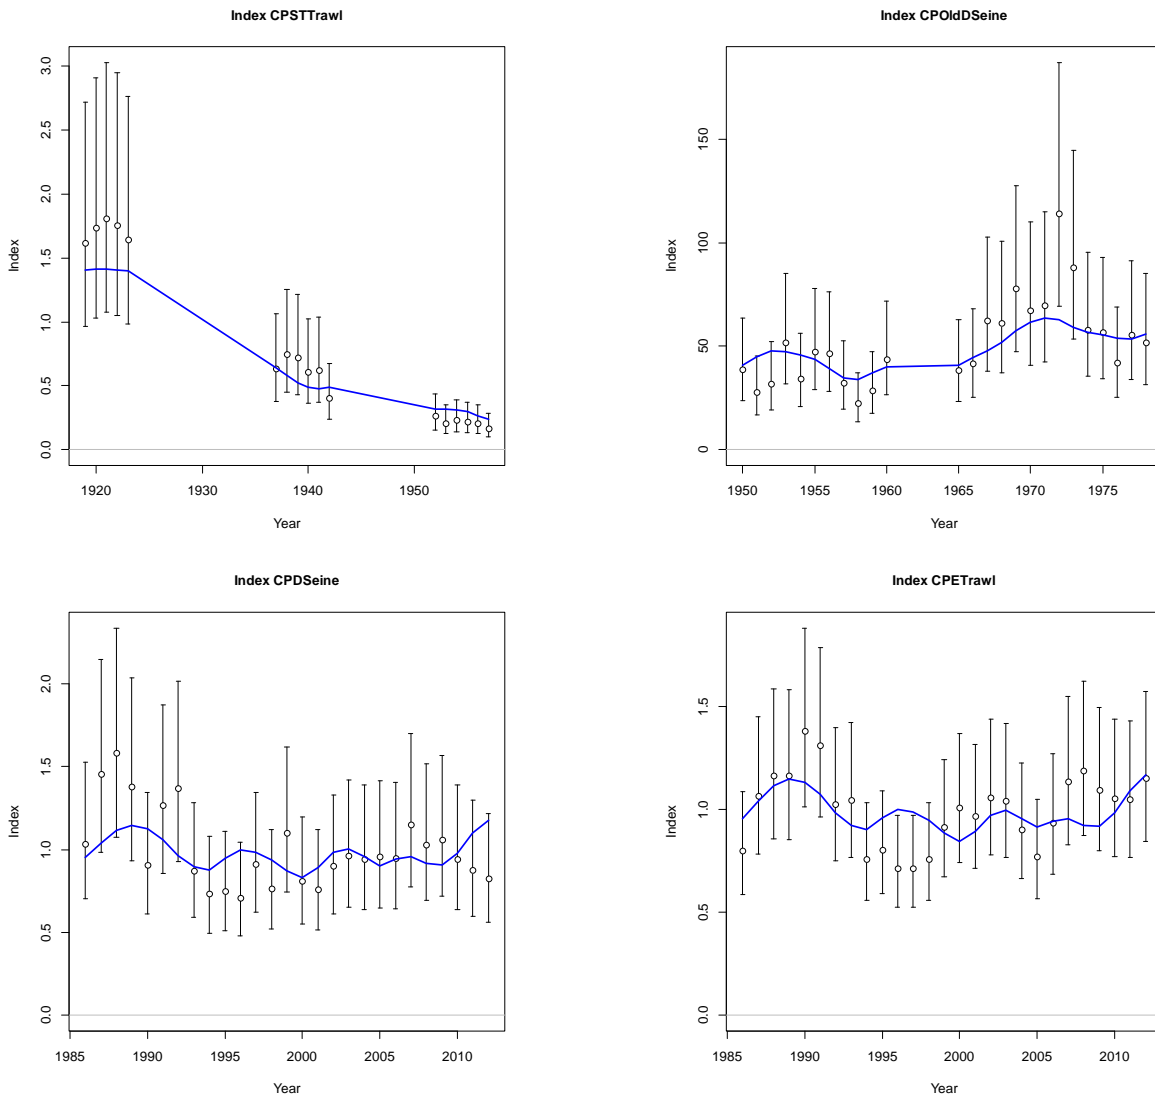 Index CPSTTrawl
3.0
2.5
2.0
1.5
1.0
0.5
0.0
Index
1920 1930 1940 1950
Year
Index CPOldDSeine
150
100
50
0
Index
1950 1955 1960 1965 1970 1975
Year
Index CPDSeine
2.0
1.5
1.0
0.5
0.0
Index
1985 1990 1995 2000 2005 2010
Year
Index CPETrawl
1.5
1.0
0.5
0.0
Index
1985 1990 1995 2000 2005 2010
Year